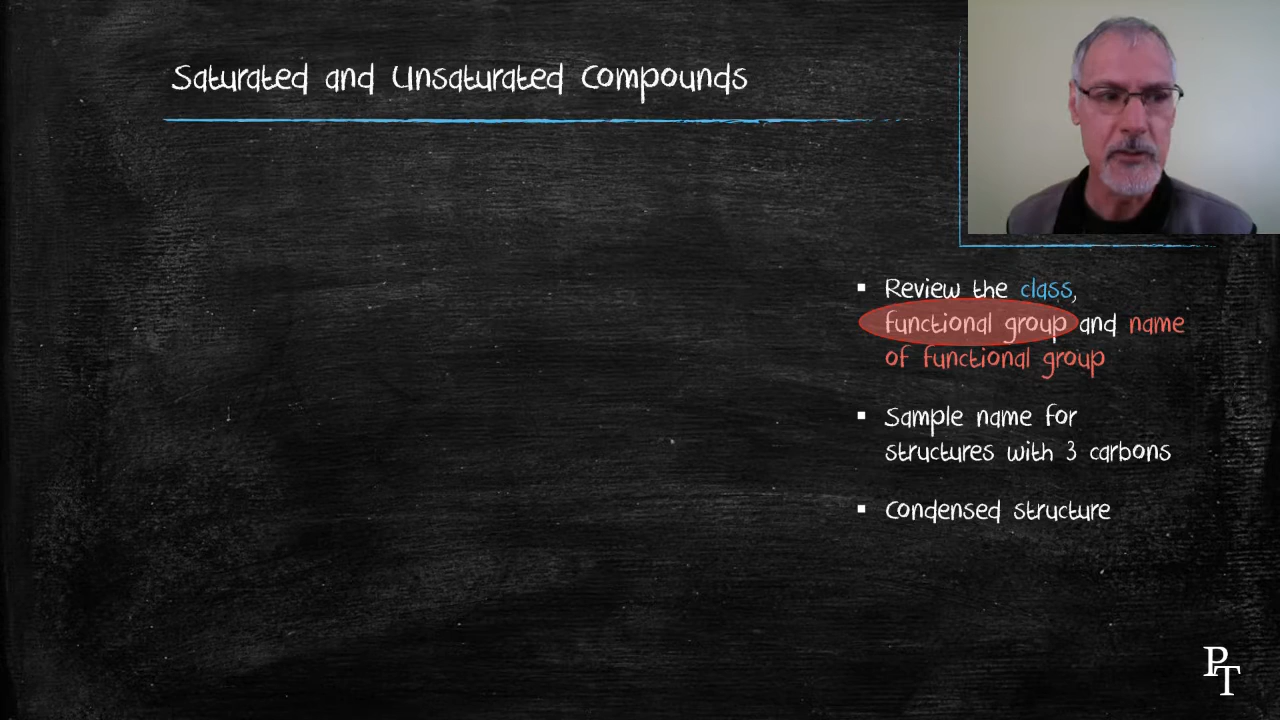 Saturated and Unsaturated Compounds
▪ Review the class,
functional group and name
of functional group
▪ Sample name for
structures with 3 carbons
▪ Condensed structure
PT